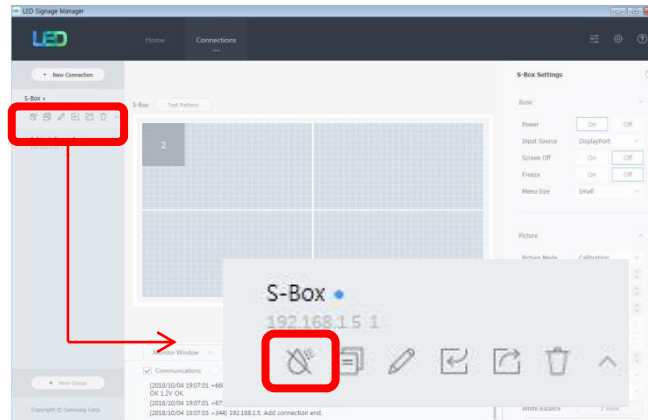 LED Signage Manager
LED
Home
Connections
+ New Connection
S-Box
S-Box
Test Pattern
2
S-Box Settings
Basic
Power
On
Off
Input Source
DisplayPort
Screen Off
On
Off
Freeze
On
Off
Menu Size
Small
Picture
Picture Mode
Calibration
S-Box
192.168.1.5 1
Monitor Window
Communications
[2018/10/04 19:07:01 +66
OK 1.2V OK.
[2018/10/04 19:07:01 +67
[2018/10/04 19:07:03 +344] 192.168.1.5: Add connection end.
+ New Group
Copyright © Samsung Corp.
White Balance
2 Point